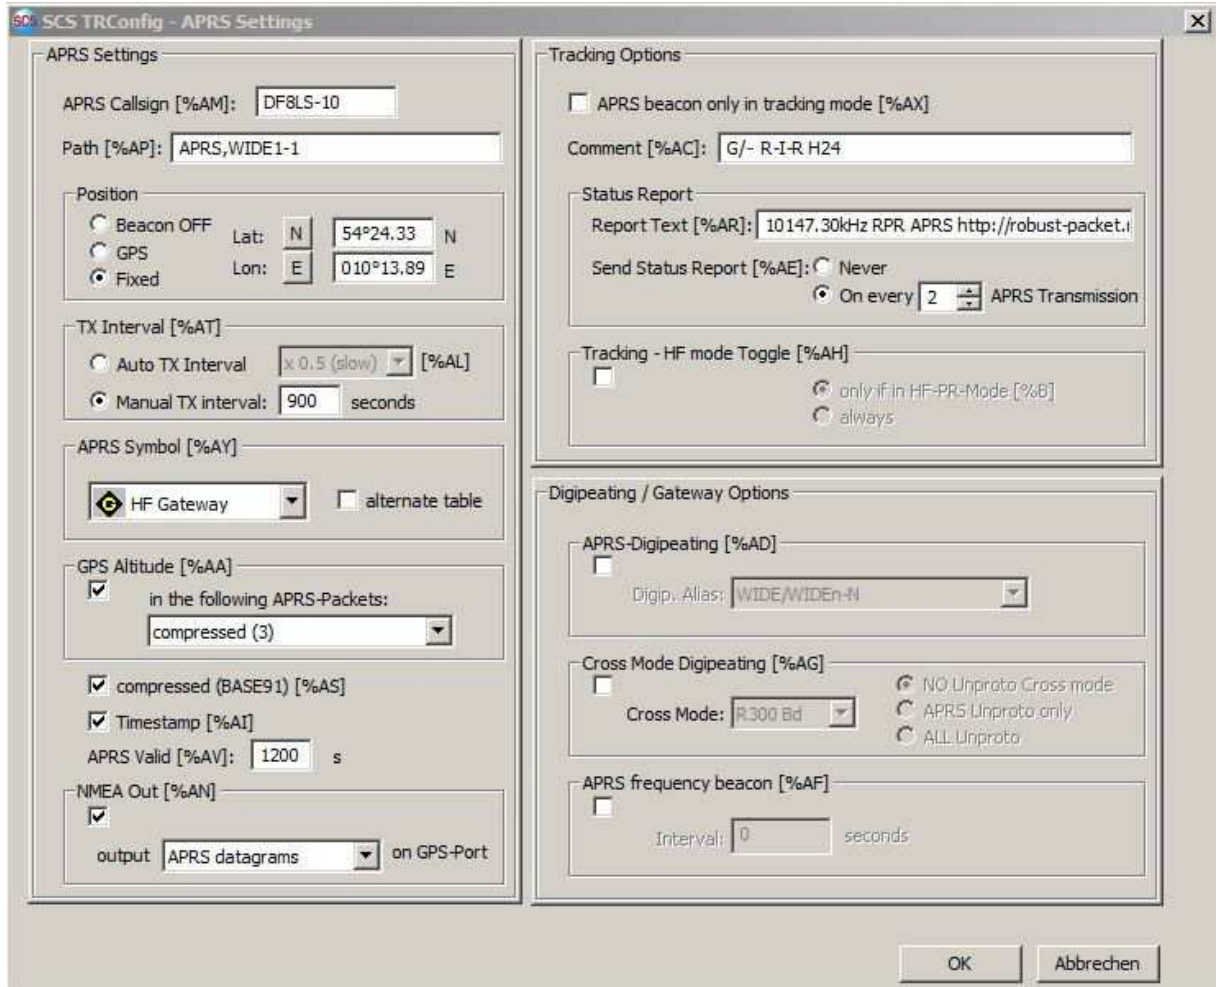 SCS SCS TRConfig - APRS Settings
APRS Settings
APRS Callsign [%AM]: DF8LS-10
Path [%AP]: APRS,WIDE1-1
Position
Beacon OFF
GPS
Fixed
Lat: N 54°24.33 N
Lon: E 010°13.89 E
TX Interval [%AT]
Auto TX Interval x 0.5 (slow) [%AL]
Manual TX interval: 900 seconds
APRS Symbol [%AY]
G HF Gateway alternate table
GPS Altitude [%AA]
in the following APRS-Packets:
compressed (3)
compressed (BASE91) [%AS]
Timestamp [%AI]
APRS Valid [%AV]: 1200 s
NMEA Out [%AN]
output APRS datagrams on GPS-Port
Tracking Options
APRS beacon only in tracking mode [%AX]
Comment [%AC]: G/- R-I-R H24
Status Report
Report Text [%AR]: 10147.30kHz RPR APRS http://robust-packet.
Send Status Report [%AE]: Never
On every 2 APRS Transmission
Tracking - HF mode Toggle [%AH]
only if in HF-PR-Mode [%B]
always
Digipeating / Gateway Options
APRS-Digipeating [%AD]
Digip. Alias: WIDE/WIDEn-N
Cross Mode Digipeating [%AG]
Cross Mode: R300 Bd
NO Unproto Cross mode
APRS Unproto only
ALL Unproto
APRS frequency beacon [%AF]
Interval: 0 seconds
OK Abbrechen